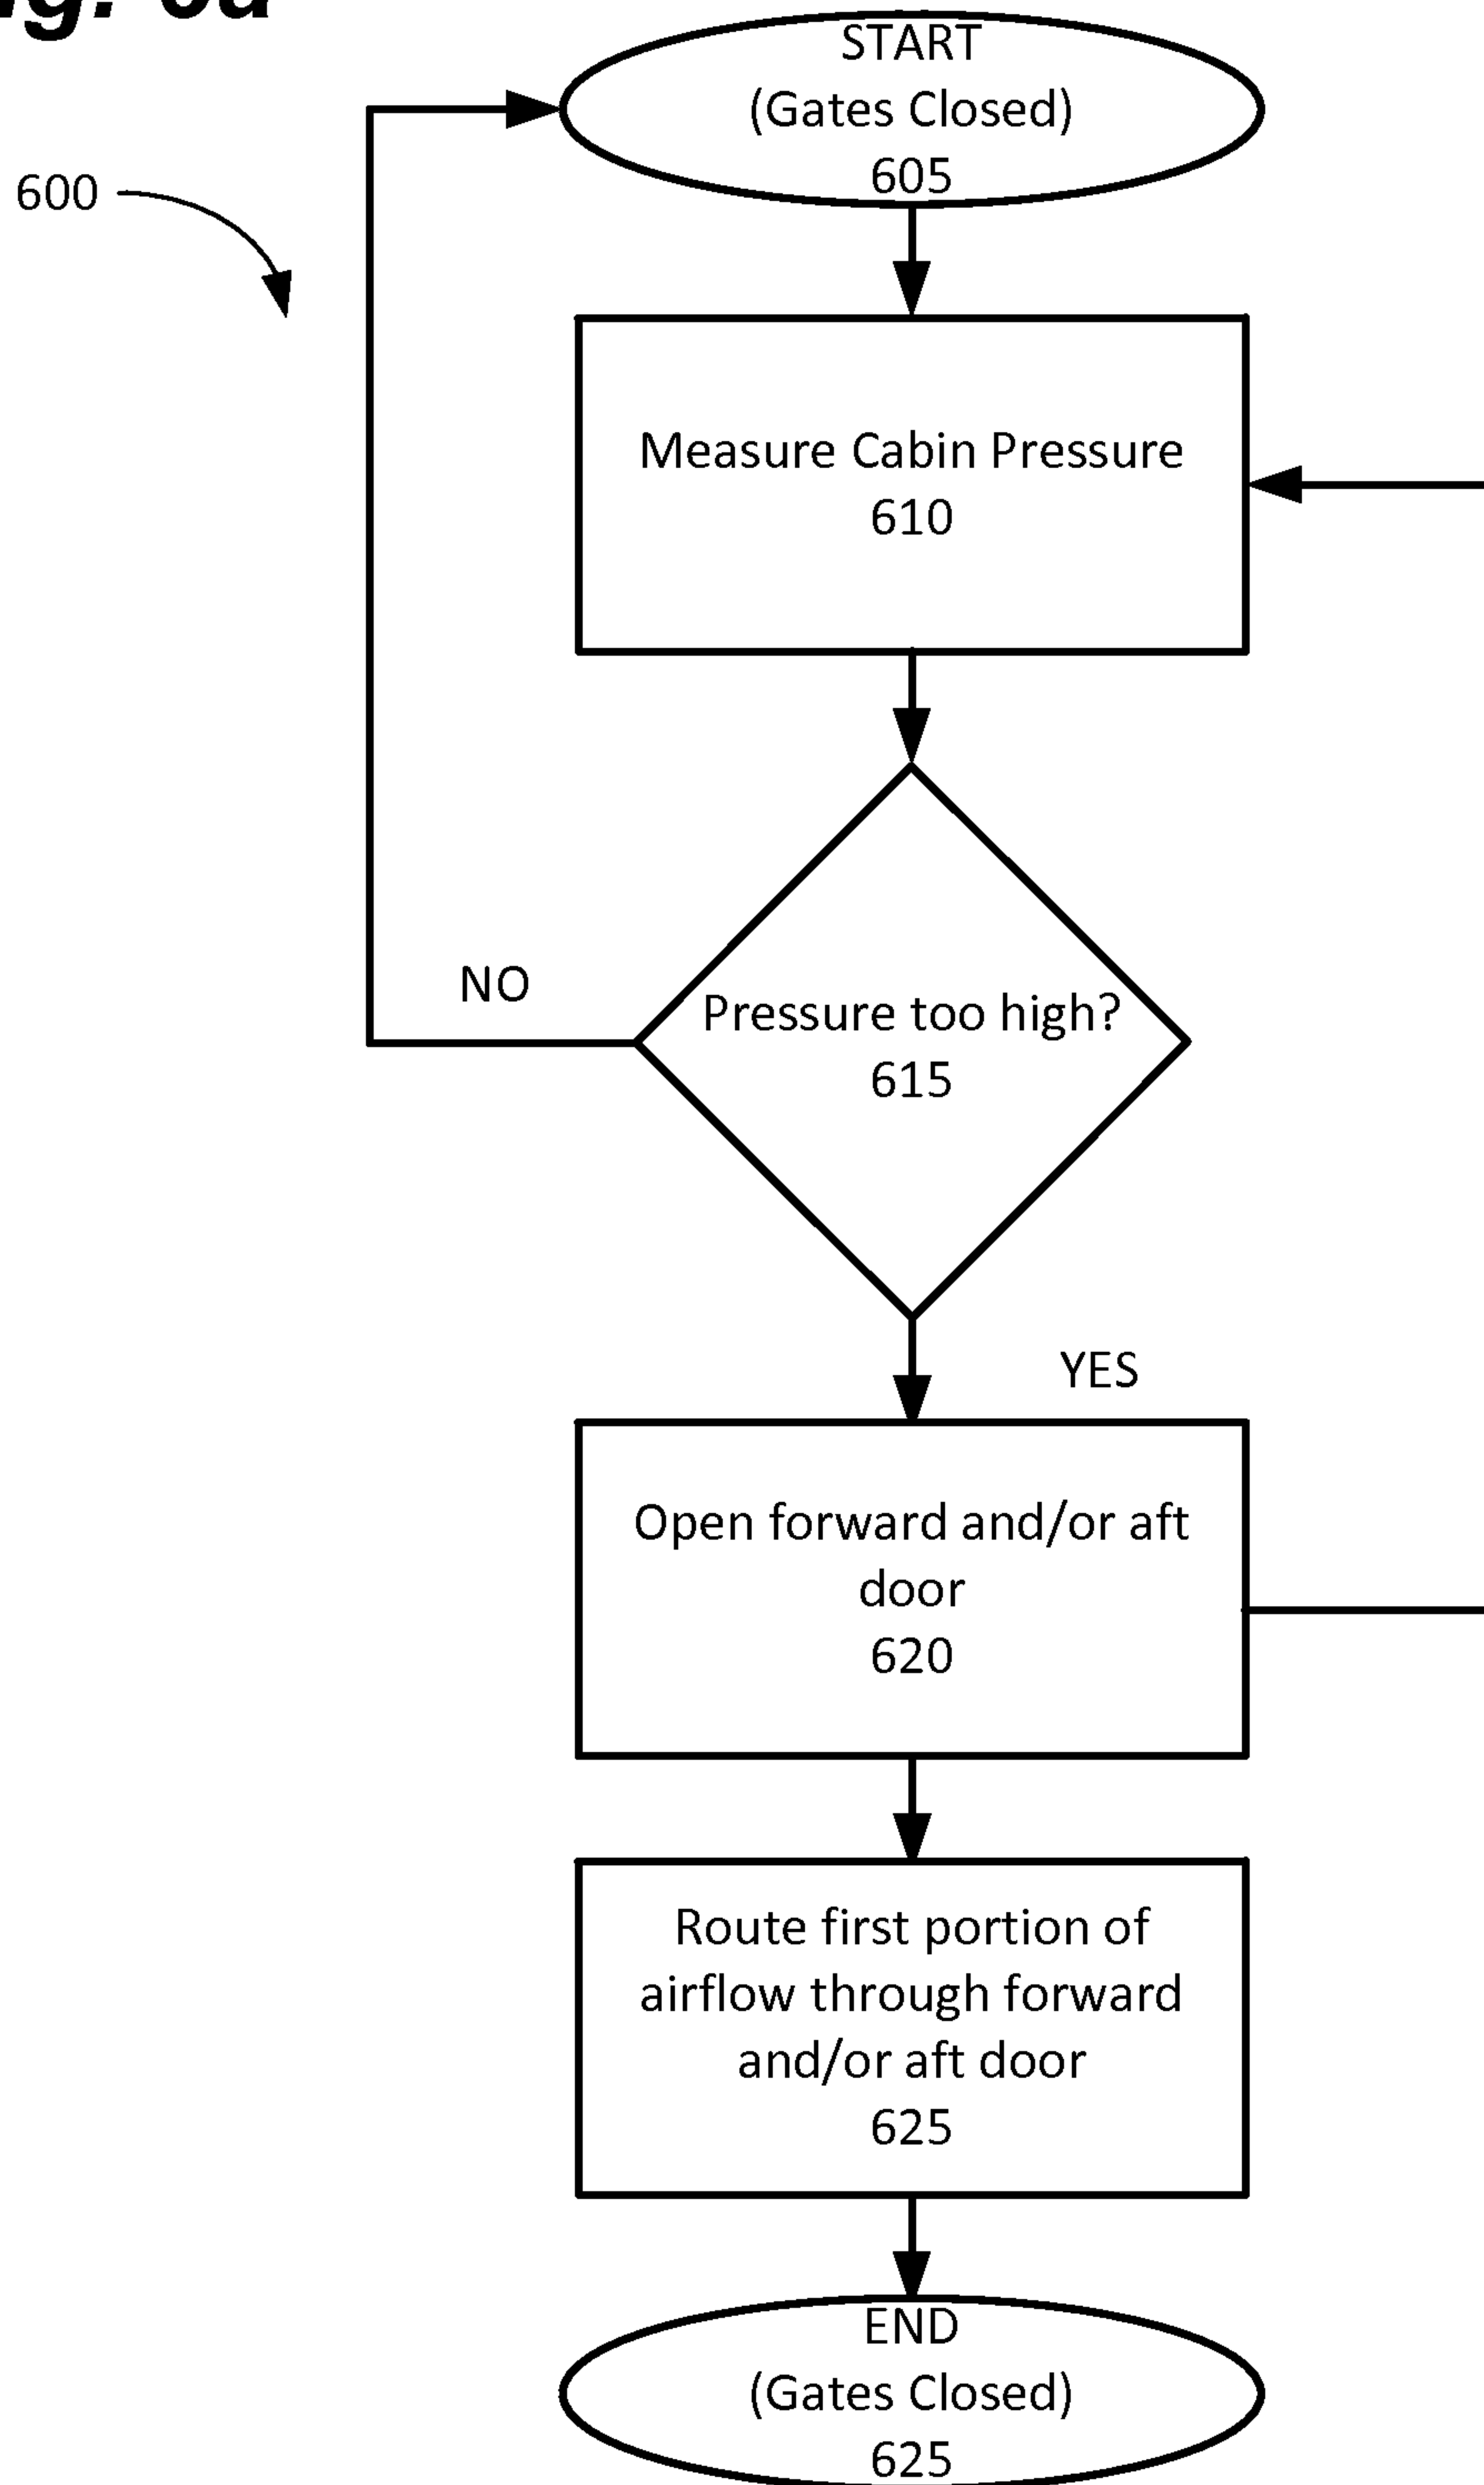 START
(Gates Closed)
605
600
Measure Cabin Pressure
610
NO
Pressure too high?
615
YES
Open forward and/or aft
door
620
Route first portion of
airflow through forward
and/or aft door
625
END
(Gates Closed)
625